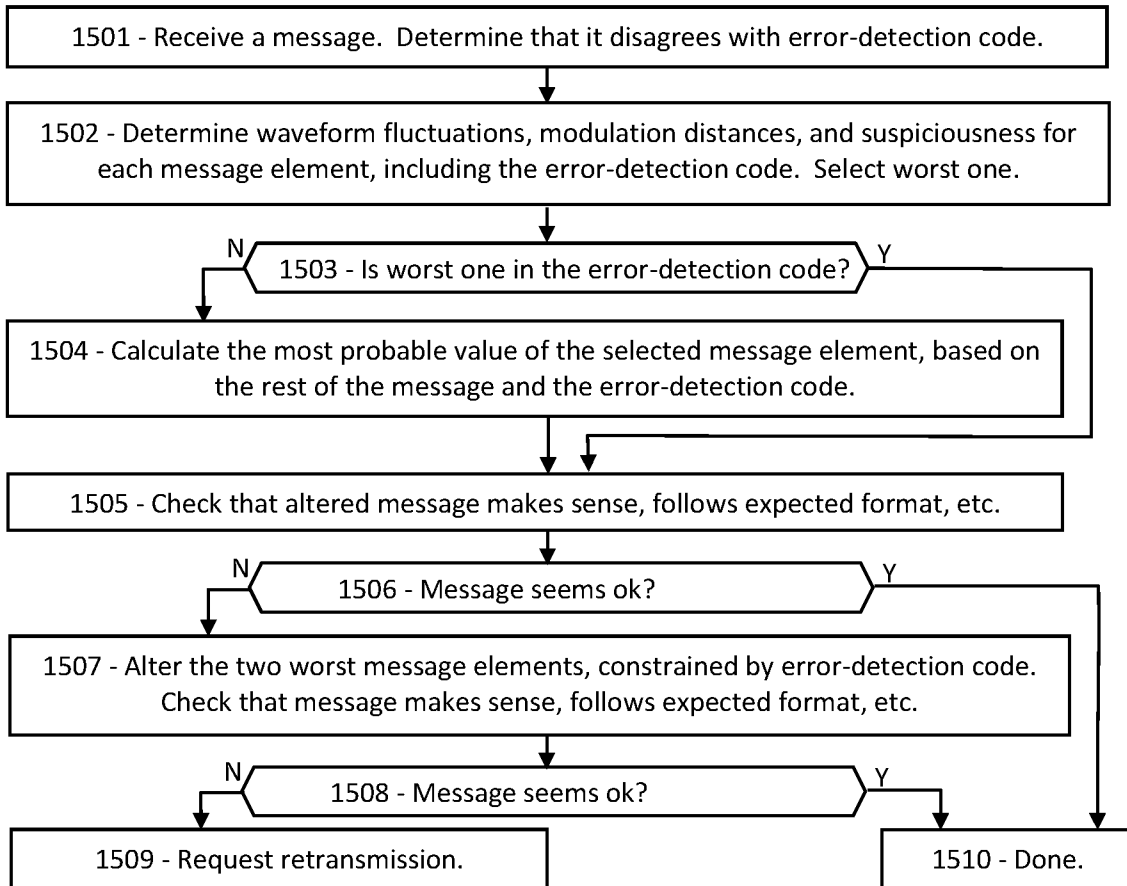 1501 - Receive a message.  Determine that it disagrees with error-detection code.
1502 - Determine waveform fluctuations, modulation distances, and suspiciousness for
each message element, including the error-detection code.  Select worst one.
N
Y
1503 - Is worst one in the error-detection code?
1504 - Calculate the most probable value of the selected message element, based on
the rest of the message and the error-detection code.
1505 - Check that altered message makes sense, follows expected format, etc.
N
Y
1506 - Message seems ok?
1507 - Alter the two worst message elements, constrained by error-detection code.
Check that message makes sense, follows expected format, etc.
N
Y
1508 - Message seems ok?
1509 - Request retransmission.
1510 - Done.